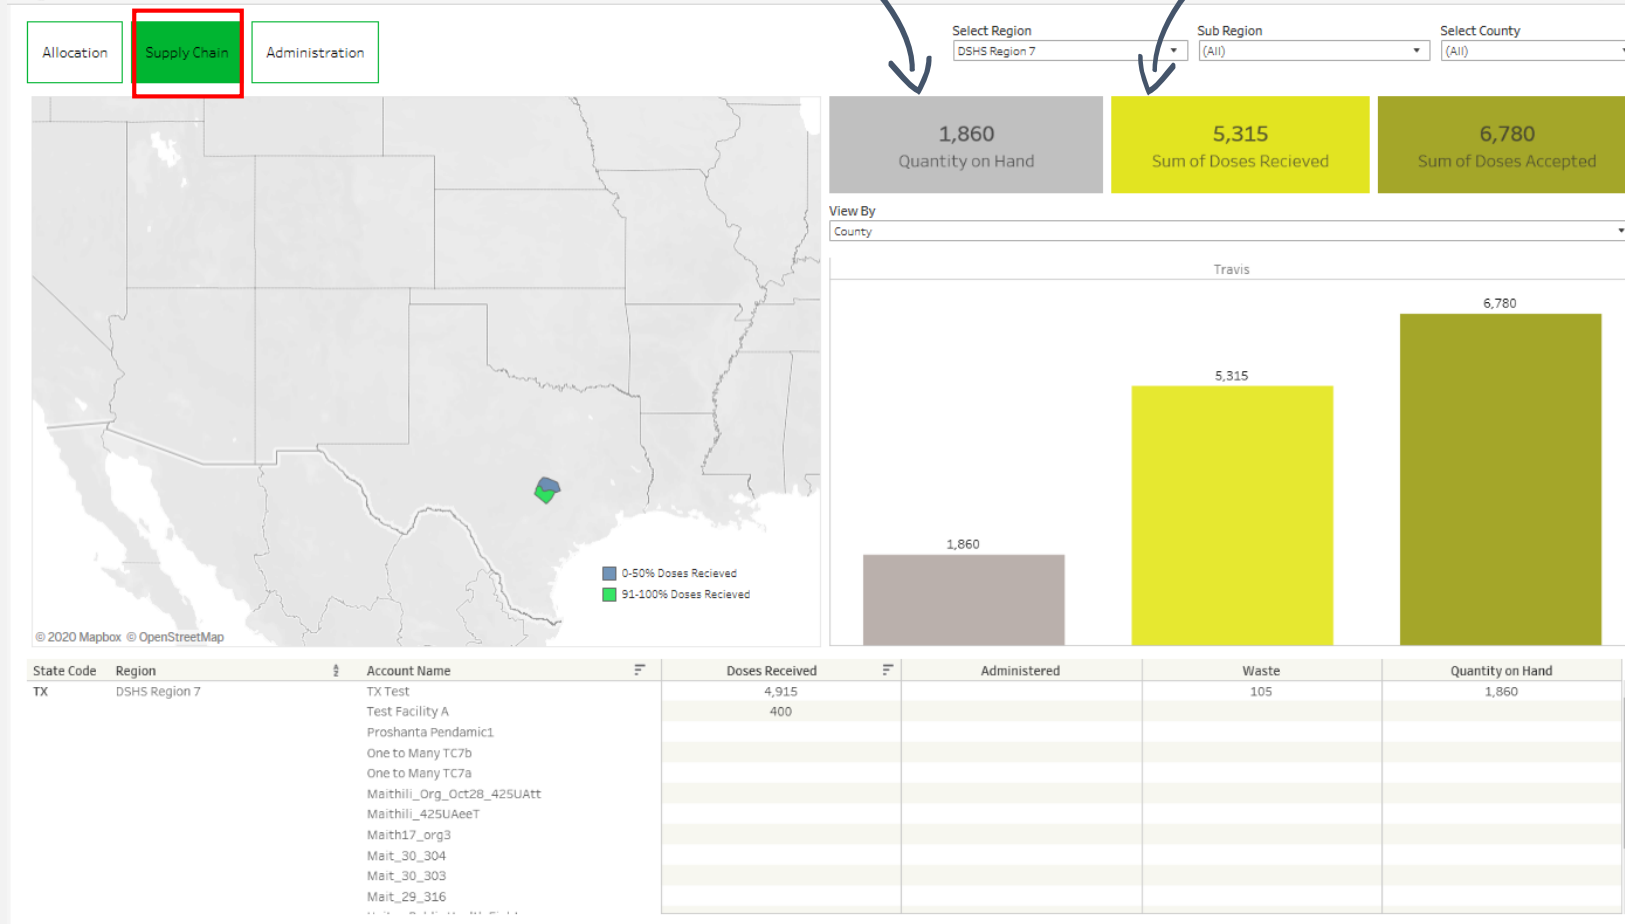 Allocation
Supply Chain
Administration
Select Region
DSHS Region 7
Sub Region
(All)
Select County
(All)
1,860
Quantity on Hand
5,315
Sum of Doses Recieved
6,780
Sum of Doses Accepted
View By
County
Travis
6,780
5,315
1,860
0-50% Doses Recieved
91-100% Doses Recieved
© 2020 Mapbox © OpenStreetMap
State Code Region Account Name Doses Received Administered Waste Quantity on Hand
TX DSHS Region 7 TX Test 4,915 105 1,860
Test Facility A 400
Proshanta Pendamic1
One to Many TC7b
One to Many TC7a
Maithili_Org_Oct28_425UAtt
Maithili_425UAeeT
Maith17_org3
Mait_30_304
Mait_30_303
Mait_29_316